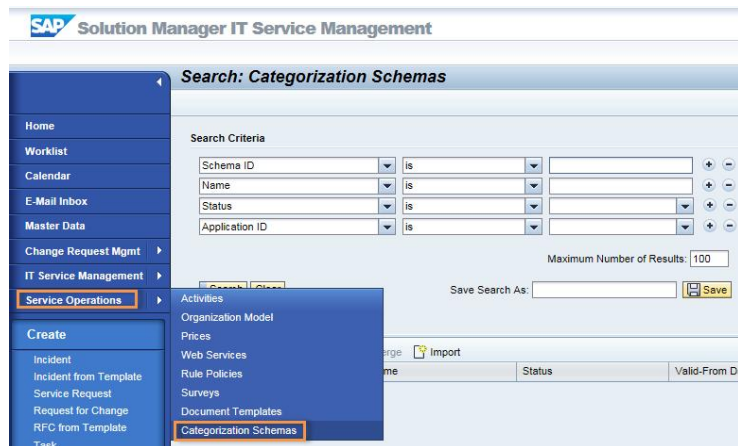 SAP Solution Manager IT Service Management
Search: Categorization Schemas
Home
Worklist
Calendar
E-Mail Inbox
Master Data
Change Request Mgmt
IT Service Management
Service Operations
Create
Incident
Incident from Template
Service Request
Request for Change
RFC from Template
Task
Search Criteria
Schema ID is
Name is
Status is
Application ID is
Maximum Number of Results: 100
Search Clear
Save Search As: Save
Activities
Organization Model
Prices
Web Services
Rule Policies
Surveys
Document Templates
Categorization Schemas
Import
Status Valid-From D